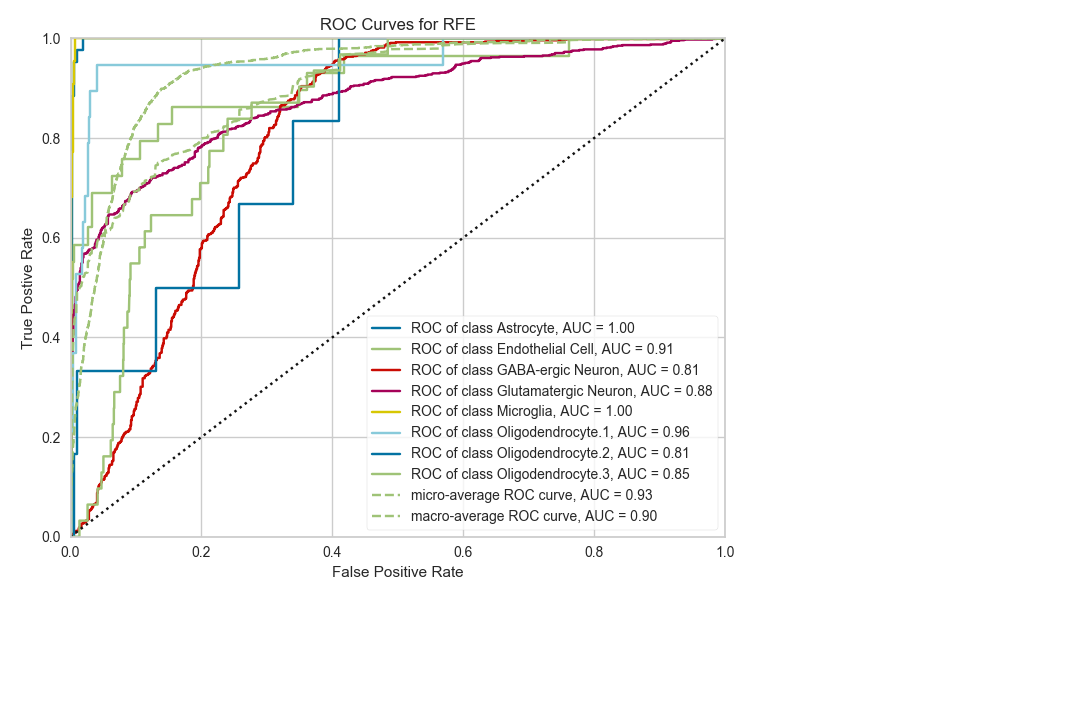 ROC Curves for RFE
1.0
0.8
0.6
0.4
0.2
0.0
True Postive Rate
ROC of class Astrocyte, AUC = 1.00
ROC of class Endothelial Cell, AUC = 0.91
ROC of class GABA-ergic Neuron, AUC = 0.81
ROC of class Glutamatergic Neuron, AUC = 0.88
ROC of class Microglia, AUC = 1.00
ROC of class Oligodendrocyte.1, AUC = 0.96
ROC of class Oligodendrocyte.2, AUC = 0.81
ROC of class Oligodendrocyte.3, AUC = 0.85
micro-average ROC curve, AUC = 0.93
macro-average ROC curve, AUC = 0.90
0.0 0.2 0.4 0.6 0.8 1.0
False Positive Rate